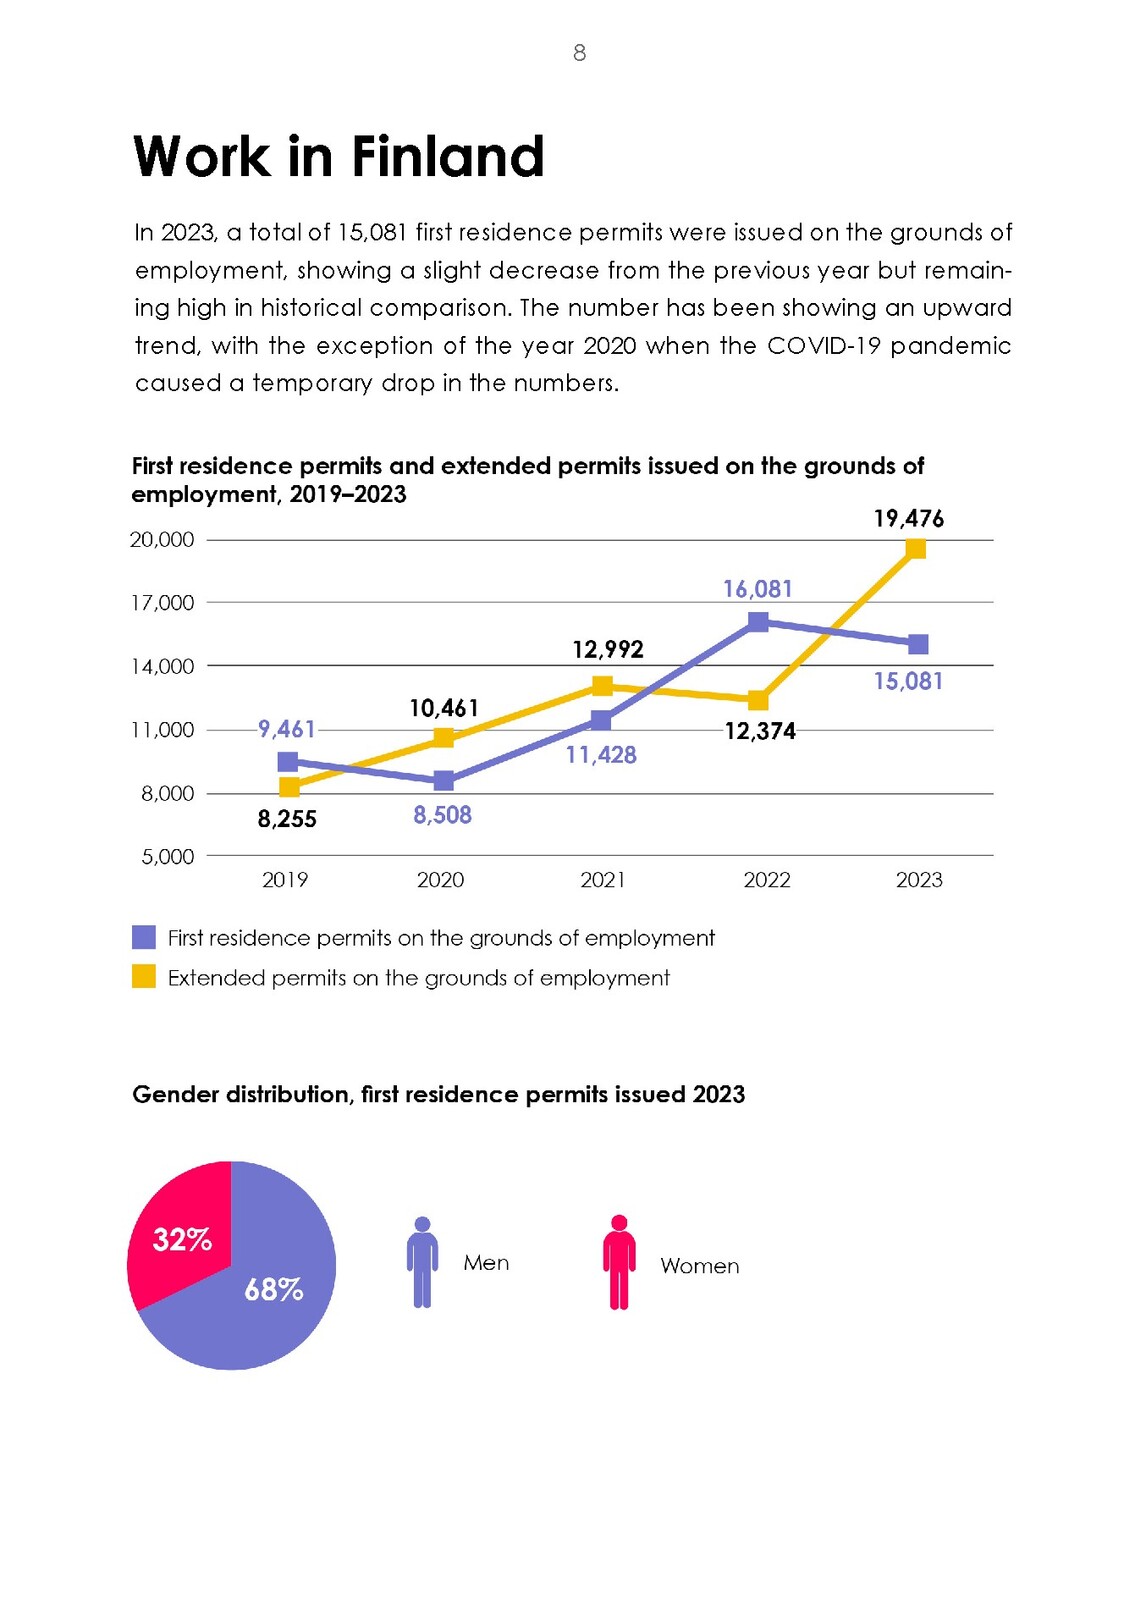 8
Work in Finland
In 2023, a total of 15,081 first residence permits were issued on the grounds of
employment, showing a slight decrease from the previous year but remain-
ing high in historical comparison. The number has been showing an upward
trend, with the exception of the year 2020 when the COVID-19 pandemic
caused a temporary drop in the numbers.
First residence permits and extended permits issued on the grounds of
employment, 2019–2023
19,476
20,000
16,081
17,000
12,992
14,000
15,081
10,461
11,000
9,461
12,374
11,428
8,000
8,255
8,508
5,000
2019 2020 2021 2022 2023
First residence permits on the grounds of employment
Extended permits on the grounds of employment
Gender distribution, first residence permits issued 2023
32%
68%
Men
Women